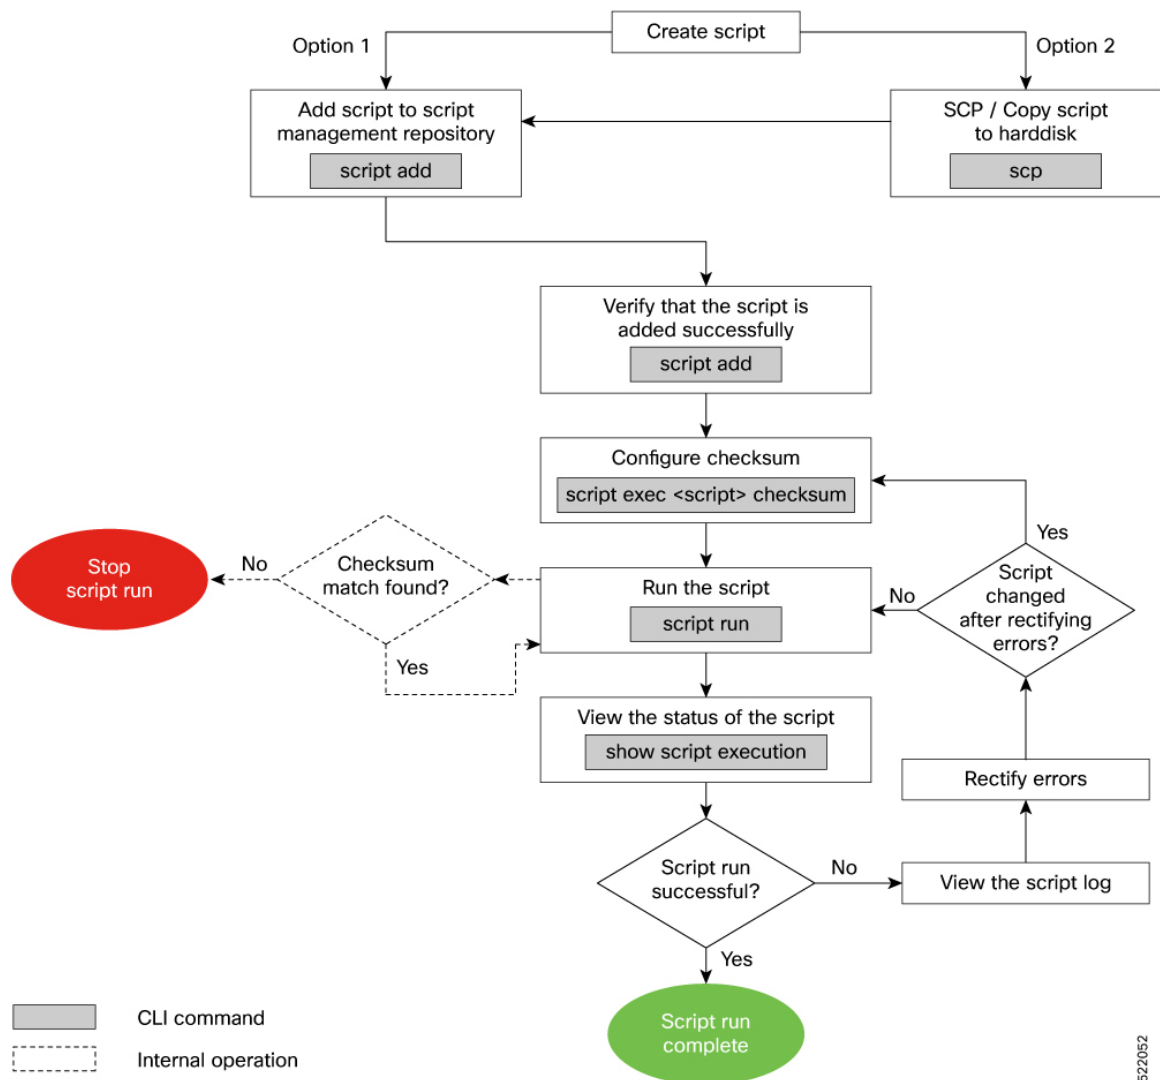 Create script
Option 1
Option 2
Add script to script
management repository
script add
SCP / Copy script
to harddisk
scp
Verify that the script is
added successfully
script add
Configure checksum
script exec <script> checksum
Yes
Stop
script run
No
Checksum
match found?
Yes
Run the script
script run
No
Script
changed
after rectifying
errors?
View the status of the script
show script execution
Rectify errors
Script run
successful?
No
View the script log
Yes
Script run
complete
CLI command
Internal operation
522052